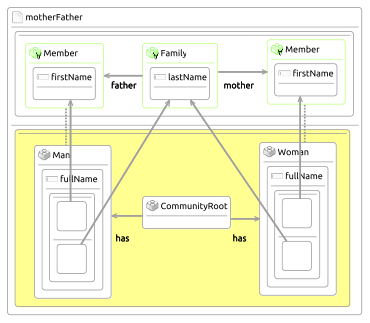 motherFather
Member
Family
Member
firstName
lastName
firstName
father
mother
Man
Woman
fullName
fullName
CommunityRoot
has
has